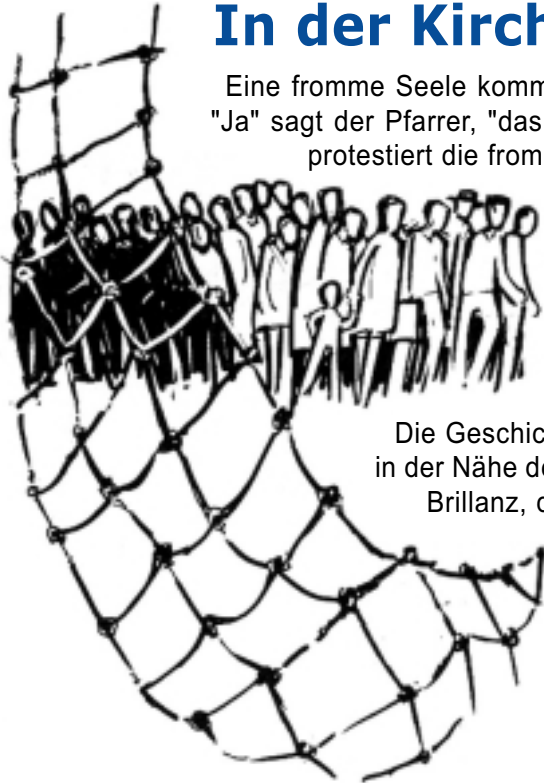 In der Kirch
Eine fromme Seele komm
"Ja" sagt der Pfarrer, "das
protestiert die from
Die Geschic
in der Nähe de
Brillanz, d